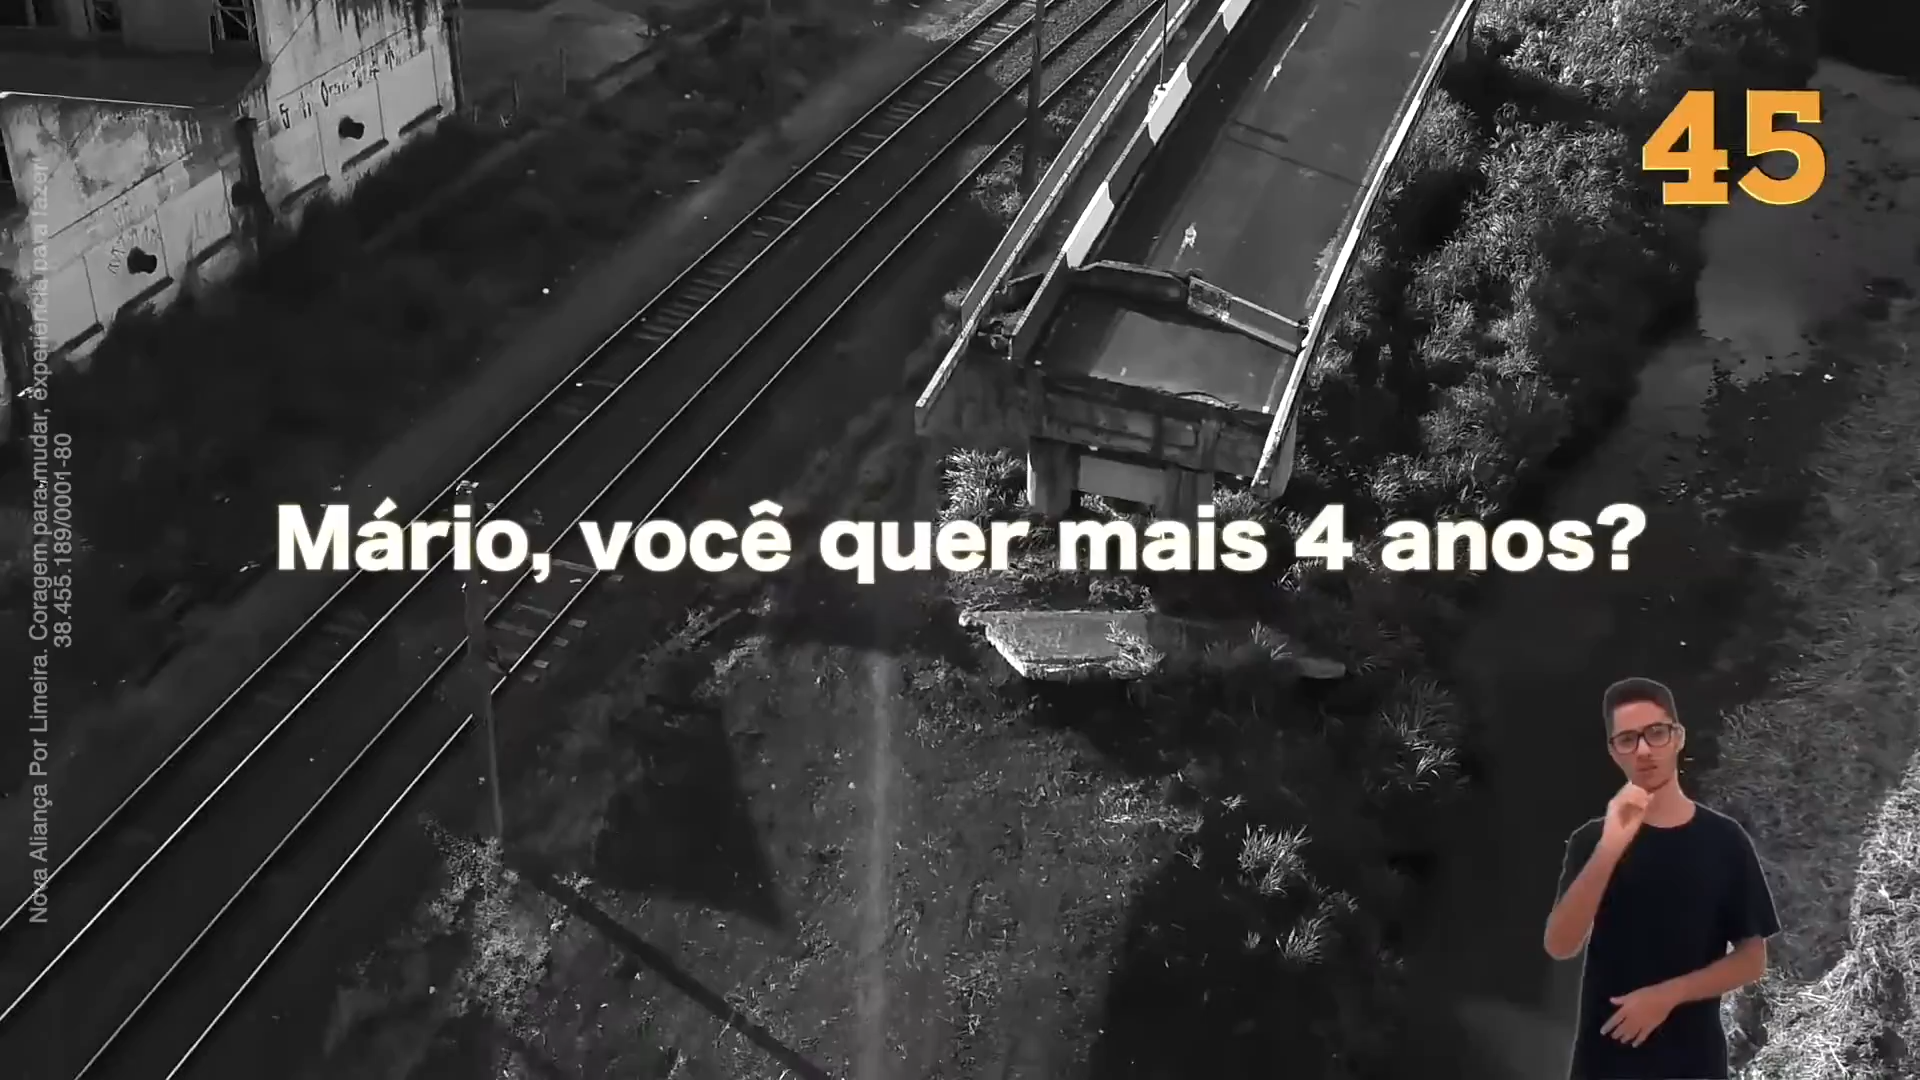 45
Mário, você quer mais 4 anos?
Nova Aliança Por Limeira. Coragem para mudar, experiência para fazer
38.455.189/0001-80